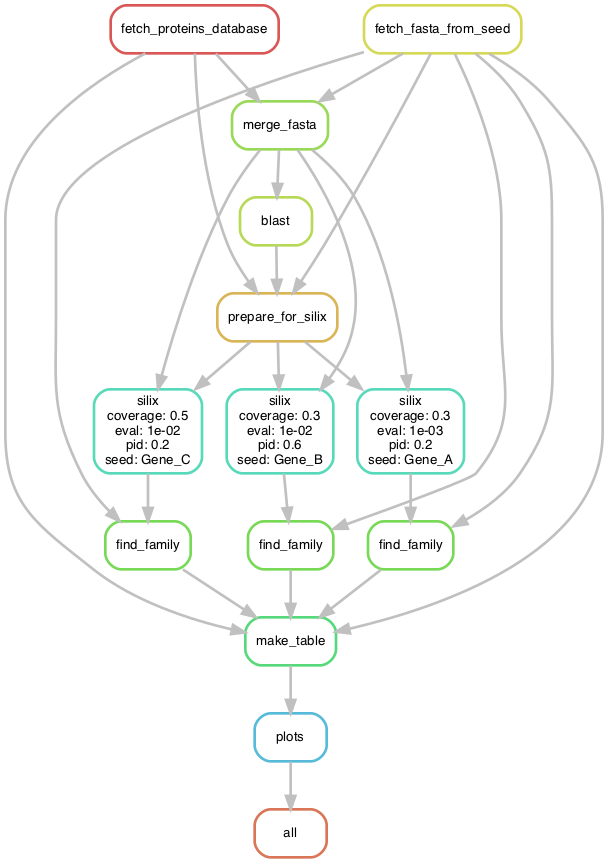 fetch_proteins_database
fetch_fasta_from_seed
merge_fasta
blast
prepare_for_silix
silix
coverage: 0.5
eval: 1e-02
pid: 0.2
seed: Gene_C
silix
coverage: 0.3
eval: 1e-02
pid: 0.6
seed: Gene_B
silix
coverage: 0.3
eval: 1e-03
pid: 0.2
seed: Gene_A
find_family
find_family
find_family
make_table
plots
all